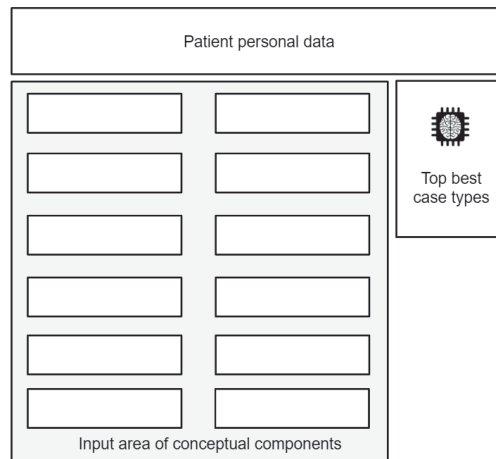 Patient personal data
Top best
case types
Input area of conceptual components